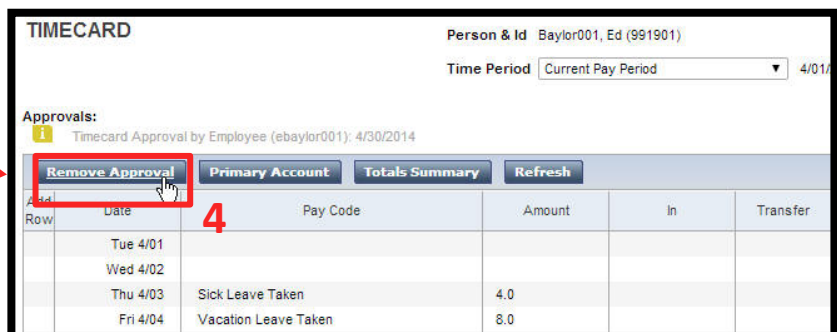 TIMECARD
Person & Id Baylor001, Ed (991901)
Time Period Current Pay Period 4/01/
Approvals:
Timecard Approval by Employee (ebaylor001): 4/30/2014
Remove Approval Primary Account Totals Summary Refresh
Add Row Date 4 Pay Code Amount In Transfer
Tue 4/01
Wed 4/02
Thu 4/03 Sick Leave Taken 4.0
Fri 4/04 Vacation Leave Taken 8.0